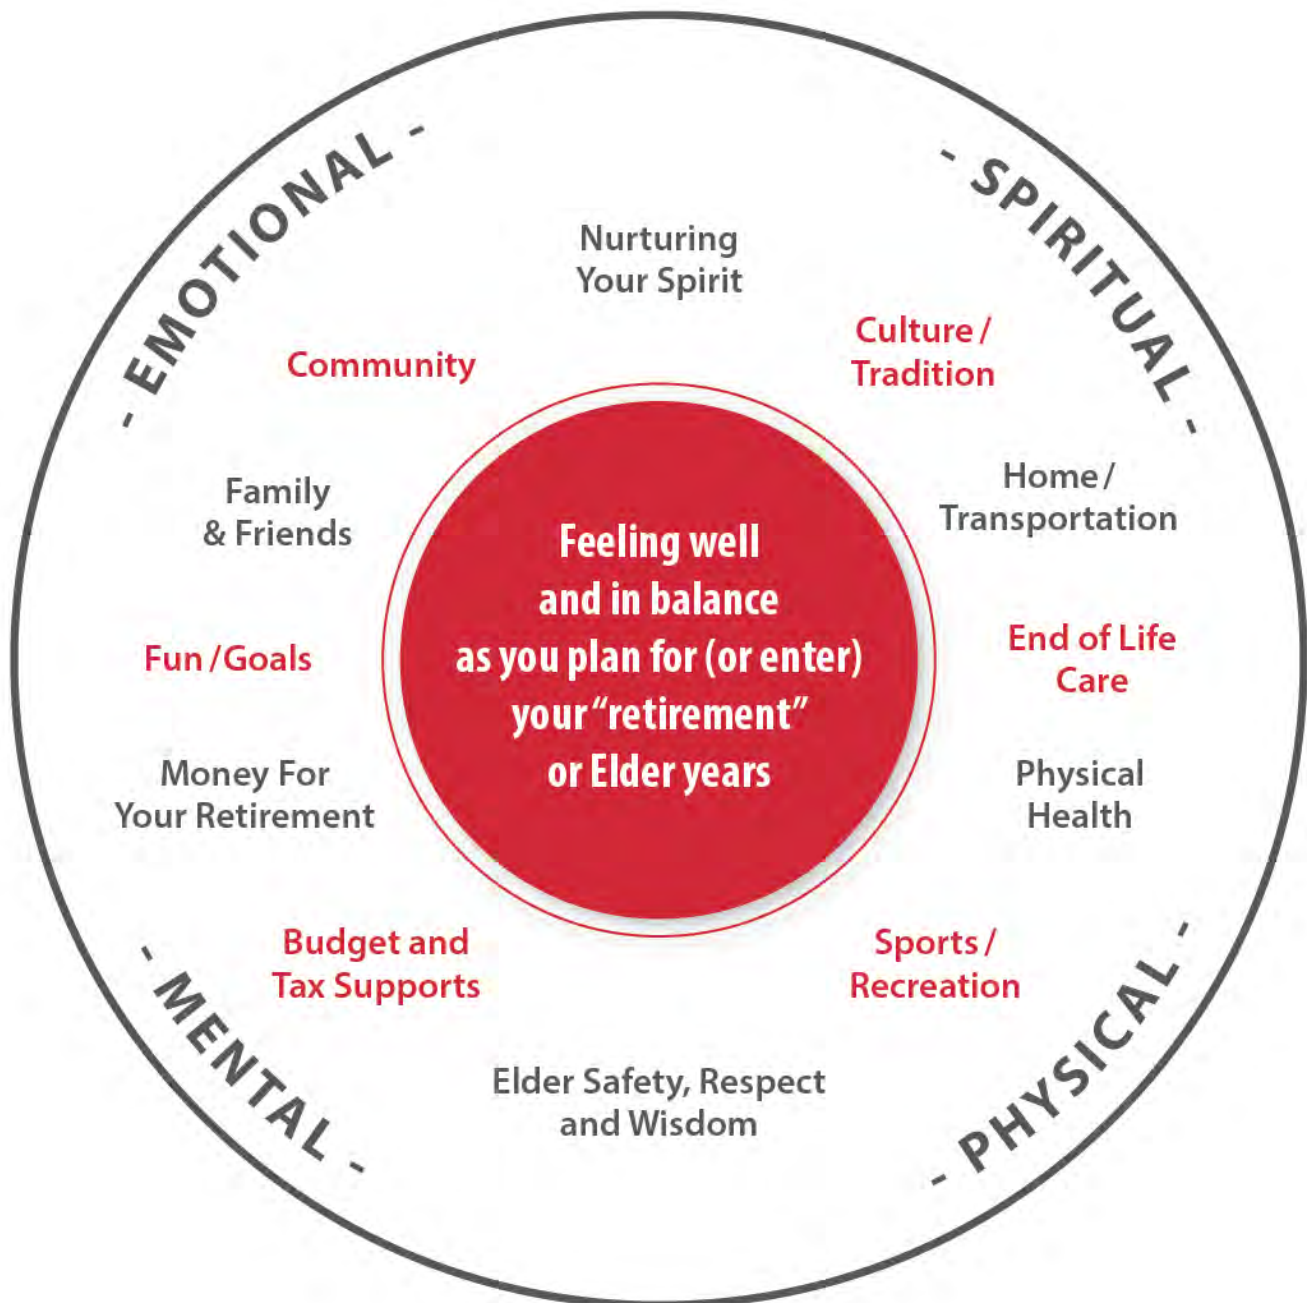 - EMOTIONAL -
- SPIRITUAL -
Nurturing
Your Spirit
Culture /
Tradition
Community
Home /
Transportation
Family
& Friends
Feeling well
and in balance
as you plan for (or enter)
your “retirement”
or Elder years
End of Life
Care
Fun /Goals
Physical
Health
Money For
Your Retirement
Sports /
Recreation
Budget and
Tax Supports
Elder Safety, Respect
and Wisdom
- MENTAL -
- PHYSICAL -